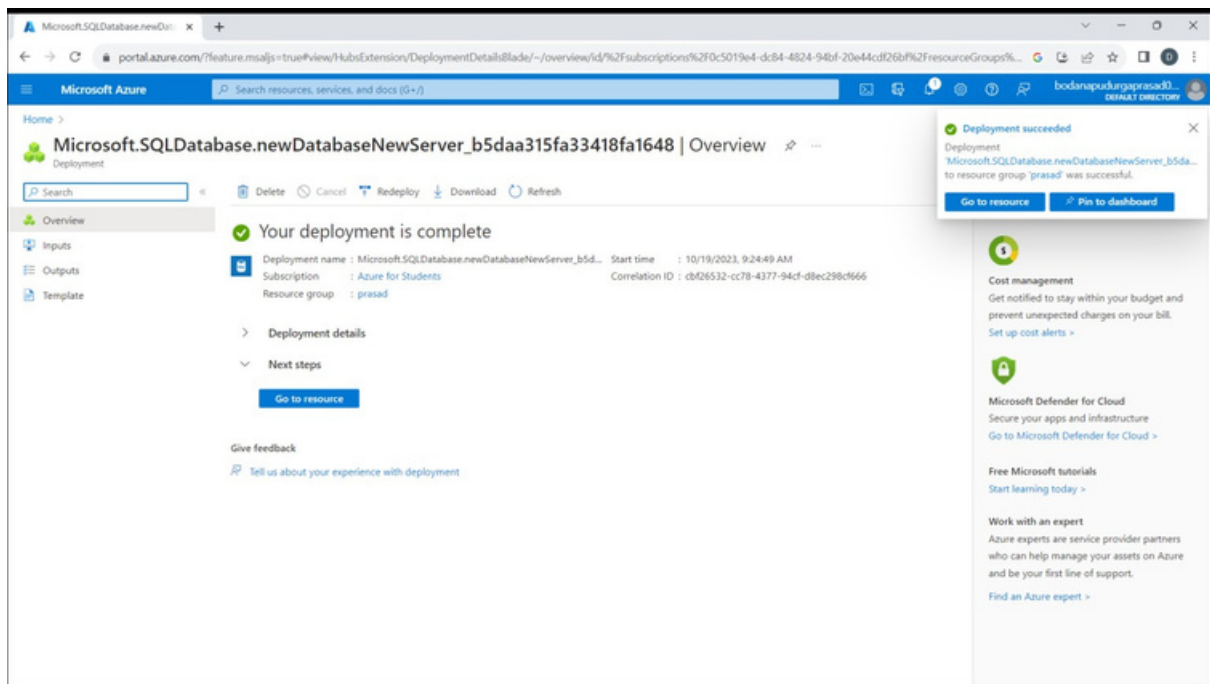 Microsoft.SQLDatabase.newDat
portal.azure.com/?feature.msaljs=true#view/HubsExtension/DeploymentDetailsBlade/~/overview/id/%2Fsubscriptions%2F0c5019e4-dc84-4824-94bf-20e44cdf26bf%2FresourceGroups%...
Microsoft Azure
Search resources, services, and docs (G+/)
bodanapudurgaprasad0...
DEFAULT DIRECTORY
Home >
Microsoft.SQLDatabase.newDatabaseNewServer_b5daa315fa33418fa1648 | Overview
Deployment
Search
Delete Cancel Redeploy Download Refresh
Overview
Inputs
Outputs
Template
Your deployment is complete
Deployment name : Microsoft.SQLDatabase.newDatabaseNewServer_b5d...
Subscription : Azure for Students
Resource group : prasad
Start time : 10/19/2023, 9:24:49 AM
Correlation ID : cbf26532-cc78-4377-94cf-d8ec298cf666
Deployment details
Next steps
Go to resource
Give feedback
Tell us about your experience with deployment
Deployment succeeded
Deployment
'Microsoft.SQLDatabase.newDatabaseNewServer_b5da...
to resource group 'prasad' was successful.
Go to resource
Pin to dashboard
Cost management
Get notified to stay within your budget and
prevent unexpected charges on your bill.
Set up cost alerts >
Microsoft Defender for Cloud
Secure your apps and infrastructure
Go to Microsoft Defender for Cloud >
Free Microsoft tutorials
Start learning today >
Work with an expert
Azure experts are service provider partners
who can help manage your assets on Azure
and be your first line of support.
Find an Azure expert >